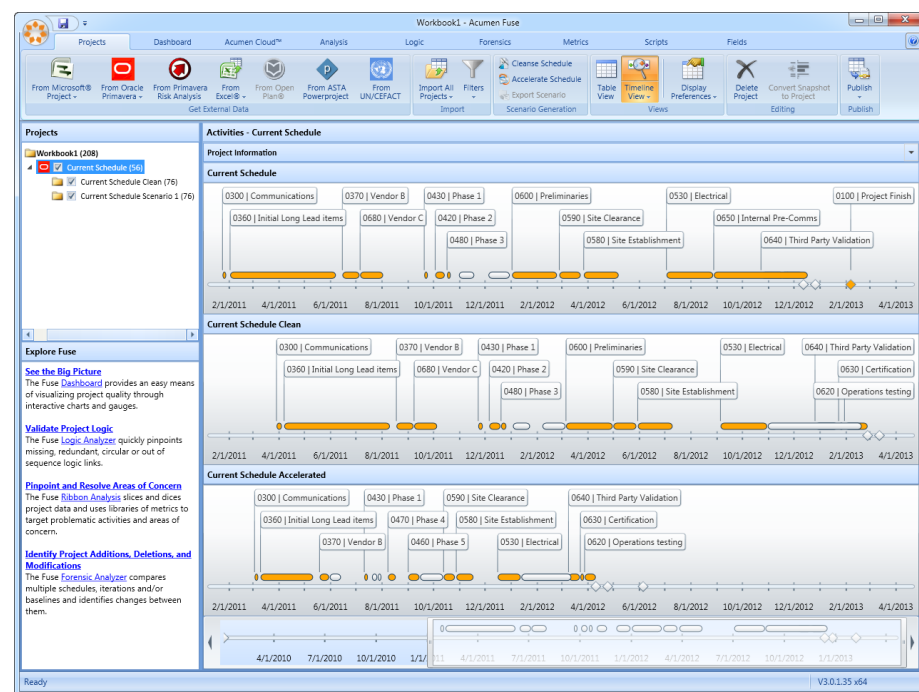 Workbook1 - Acumen Fuse
Projects Dashboard Acumen Cloud™ Analysis Logic Forensics Metrics Scripts Fields
From Microsoft® Project
From Oracle Primavera
From Primavera Risk Analysis
From Excel®
From Open Plan®
From ASTA Powerproject
From UN/CEFACT
Import All Projects
Filters
Cleanse Schedule
Accelerate Schedule
Export Scenario
Table View
Timeline View
Display Preferences
Delete Project
Convert Snapshot to Project
Publish
Get External Data Import Scenario Generation Views Editing Publish
Projects
Workbook1 (208)
Current Schedule (56)
Current Schedule Clean (76)
Current Schedule Scenario 1 (76)
Explore Fuse
See the Big Picture
The Fuse Dashboard provides an easy means
of visualizing project quality through
interactive charts and gauges.
Validate Project Logic
The Fuse Logic Analyzer quickly pinpoints
missing, redundant, circular or out of
sequence logic links.
Pinpoint and Resolve Areas of Concern
The Fuse Ribbon Analysis slices and dices
project data and uses libraries of metrics to
target problematic activities and areas of
concern.
Identify Project Additions, Deletions, and
Modifications
The Fuse Forensic Analyzer compares
multiple schedules, iterations and/or
baselines and identifies changes between
them.
Activities - Current Schedule
Project Information
Current Schedule
0300 | Communications 0370 | Vendor B 0430 | Phase 1 0600 | Preliminaries 0530 | Electrical 0100 | Project Finish
0360 | Initial Long Lead items 0680 | Vendor C 0420 | Phase 2 0590 | Site Clearance 0650 | Internal Pre-Comms
0480 | Phase 3 0580 | Site Establishment 0640 | Third Party Validation
2/1/2011 4/1/2011 6/1/2011 8/1/2011 10/1/2011 12/1/2011 2/1/2012 4/1/2012 6/1/2012 8/1/2012 10/1/2012 12/1/2012 2/1/2013 4/1/2013
Current Schedule Clean
0300 | Communications 0370 | Vendor B 0430 | Phase 1 0600 | Preliminaries 0530 | Electrical 0640 | Third Party Validation
0360 | Initial Long Lead items 0680 | Vendor C 0420 | Phase 2 0590 | Site Clearance 0630 | Certification
0480 | Phase 3 0580 | Site Establishment 0620 | Operations testing
2/1/2011 4/1/2011 6/1/2011 8/1/2011 10/1/2011 12/1/2011 2/1/2012 4/1/2012 6/1/2012 8/1/2012 10/1/2012 12/1/2012 2/1/2013 4/1/2013
Current Schedule Accelerated
0300 | Communications 0430 | Phase 1 0590 | Site Clearance 0640 | Third Party Validation
0360 | Initial Long Lead items 0470 | Phase 4 0580 | Site Establishment 0630 | Certification
0370 | Vendor B 0460 | Phase 5 0530 | Electrical 0620 | Operations testing
2/1/2011 4/1/2011 6/1/2011 8/1/2011 10/1/2011 12/1/2011 2/1/2012 4/1/2012 6/1/2012 8/1/2012 10/1/2012 12/1/2012 2/1/2013 4/1/2013
4/1/2010 7/1/2010 10/1/2010 1/1/2011 4/1/2011 7/1/2011 10/1/2011 1/1/2012 4/1/2012 7/1/2012 10/1/2012 1/1/2013
Ready V3.0.1.35 x64